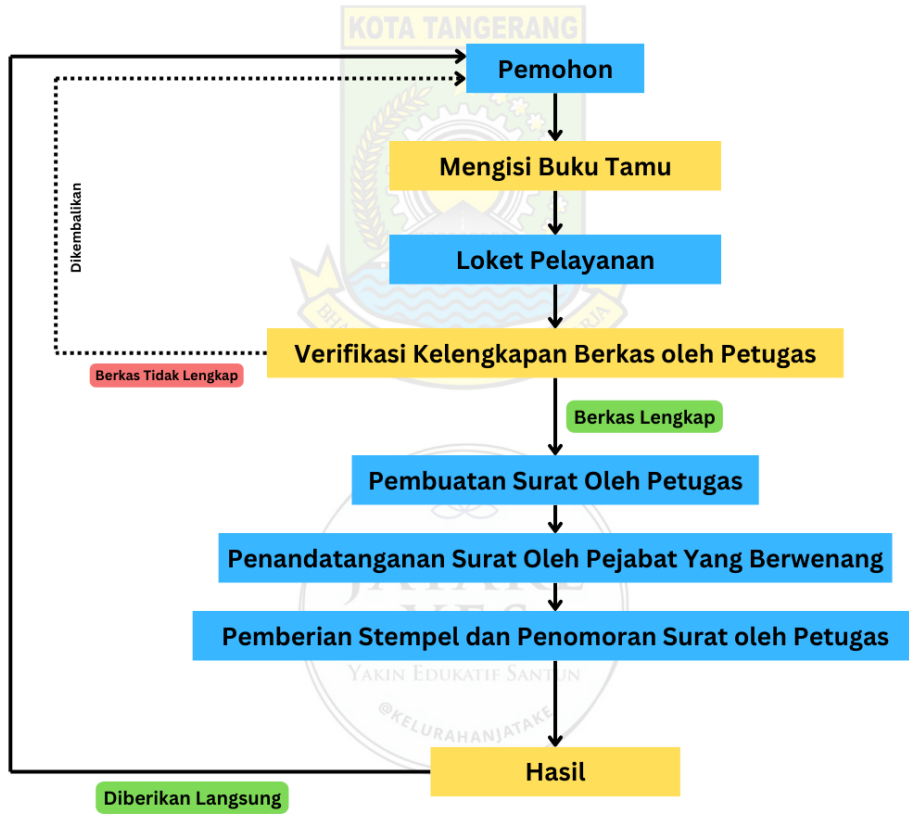 KOTA TANGERANG
Pemohon
Mengisi Buku Tamu
Dikembalikan
Loket Pelayanan
Verifikasi Kelengkapan Berkas oleh Petugas
Berkas Tidak Lengkap
Berkas Lengkap
Pembuatan Surat Oleh Petugas
Penandatanganan Surat Oleh Pejabat Yang Berwenang
JATAKE
Pemberian Stempel dan Penomoran Surat oleh Petugas
YAKIN EDUKATIF SANTUN
@KELURAHANJATAKE
Hasil
Diberikan Langsung